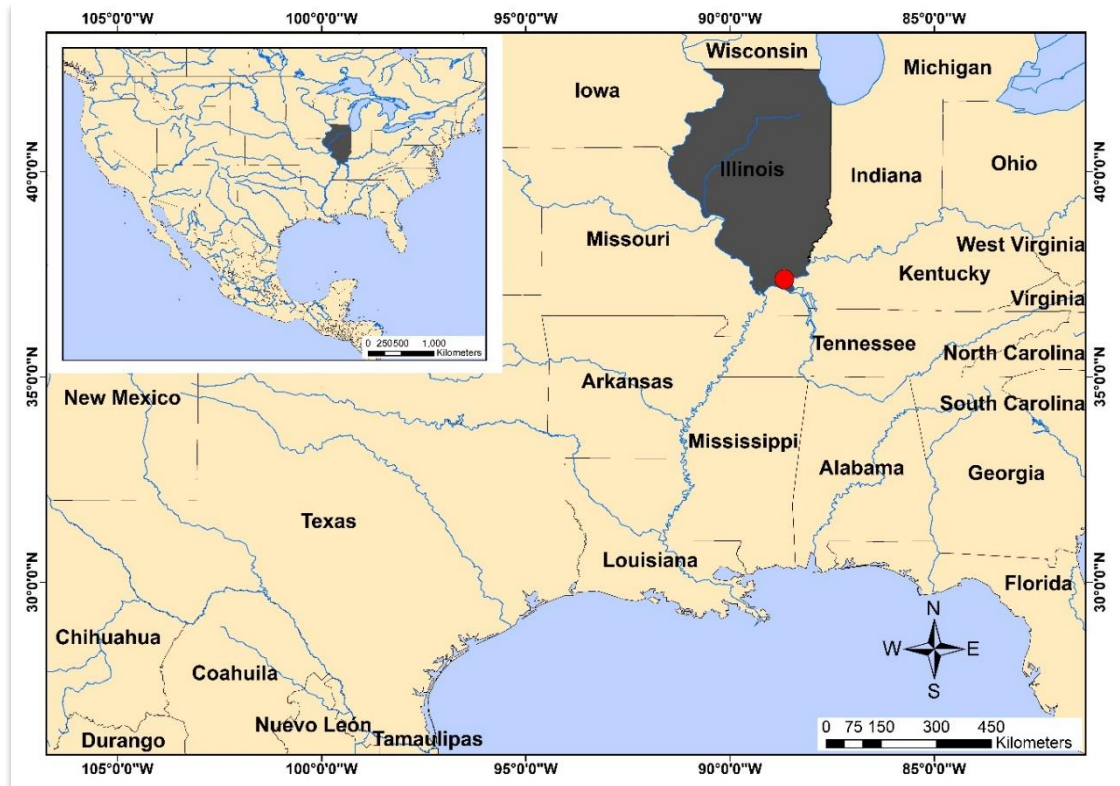 105°0'0"W 100°0'0"W 95°0'0"W 90°0'0"W 85°0'0"W
Wisconsin
Michigan
Iowa
40°0'0"N
40°0'0"N
Illinois
Indiana
Ohio
Missouri
West Virginia
Kentucky
Virginia
0 250 500 1,000
Kilometers
Tennessee
North Carolina
35°0'0"N
35°0'0"N
Arkansas
New Mexico
South Carolina
Mississippi
Alabama
Georgia
Texas
Louisiana
30°0'0"N
30°0'0"N
Florida
N
W E
S
Chihuahua
Coahuila
Nuevo León
Tamaulipas
Durango
0 75 150 300 450
Kilometers
105°0'0"W 100°0'0"W 95°0'0"W 90°0'0"W 85°0'0"W